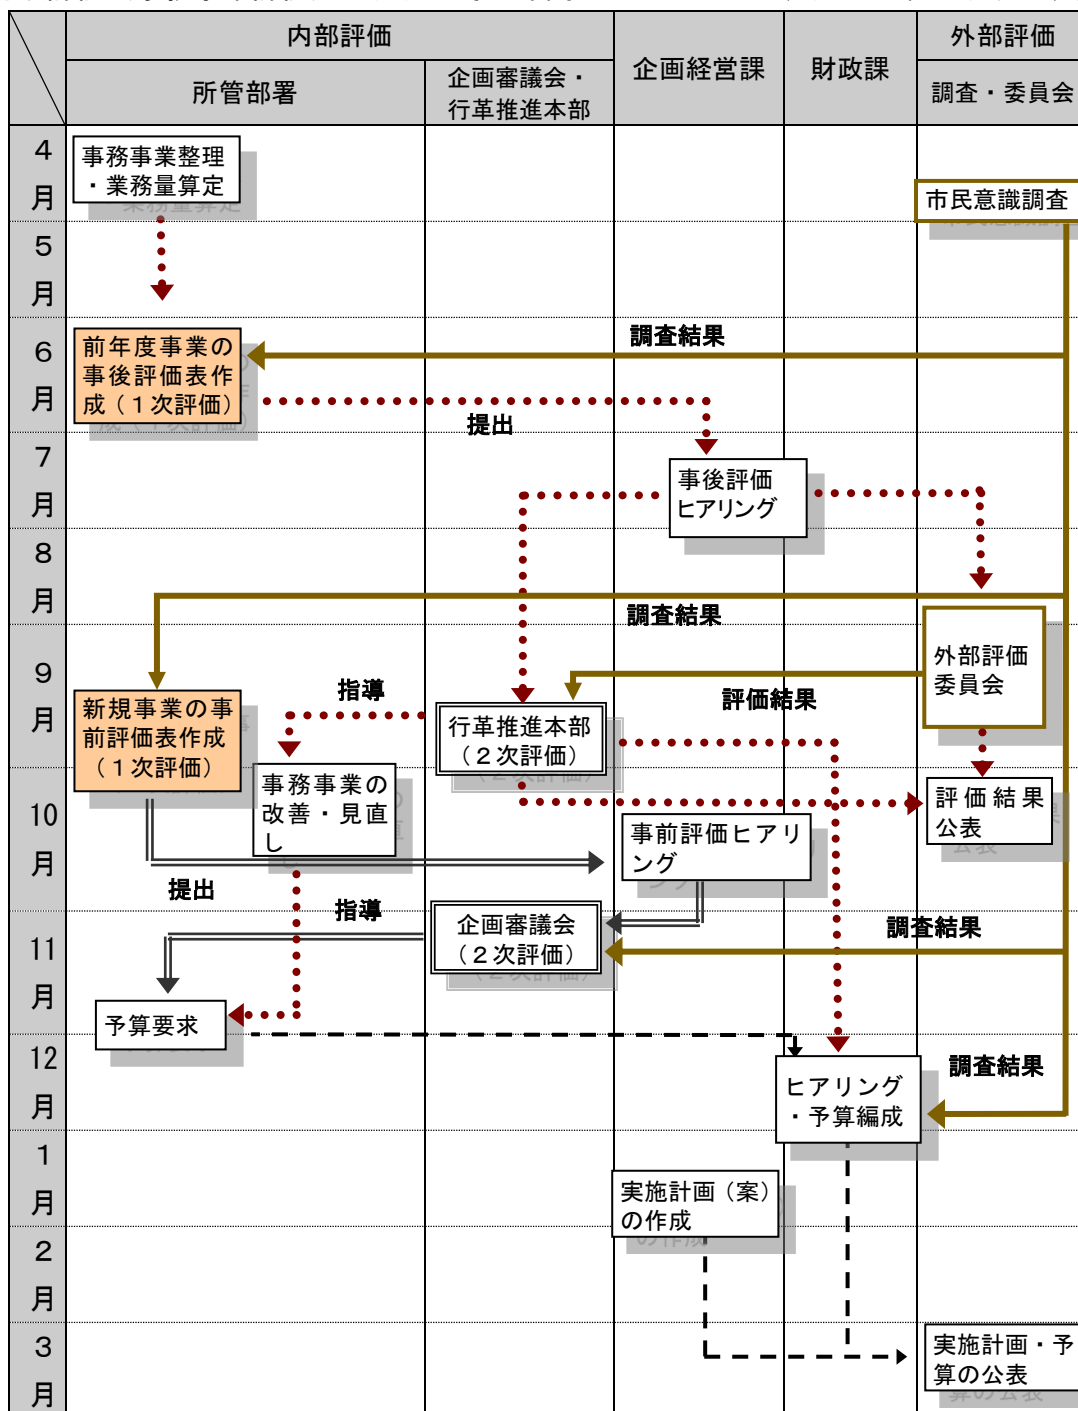 内部評価
外部評価
所管部署
企画審議会・
行革推進本部
企画経営課
財政課
調査・委員会
4
月
事務事業整理
・業務量算定
市民意識調査
5
月
6
月
前年度事業の
事後評価表作
成（１次評価）
調査結果
提出
7
月
事後評価
ヒアリング
8
月
調査結果
9
月
外部評価
委員会
指導
評価結果
新規事業の事
前評価表作成
（１次評価）
行革推進本部
（２次評価）
事務事業の
改善・見直
し
10
月
評価結果
公表
事前評価ヒアリ
ング
提出
指導
11
月
企画審議会
（２次評価）
調査結果
予算要求
12
月
ヒアリング
・予算編成
調査結果
1
月
実施計画（案）
の作成
2
月
3
月
実施計画・予
算の公表